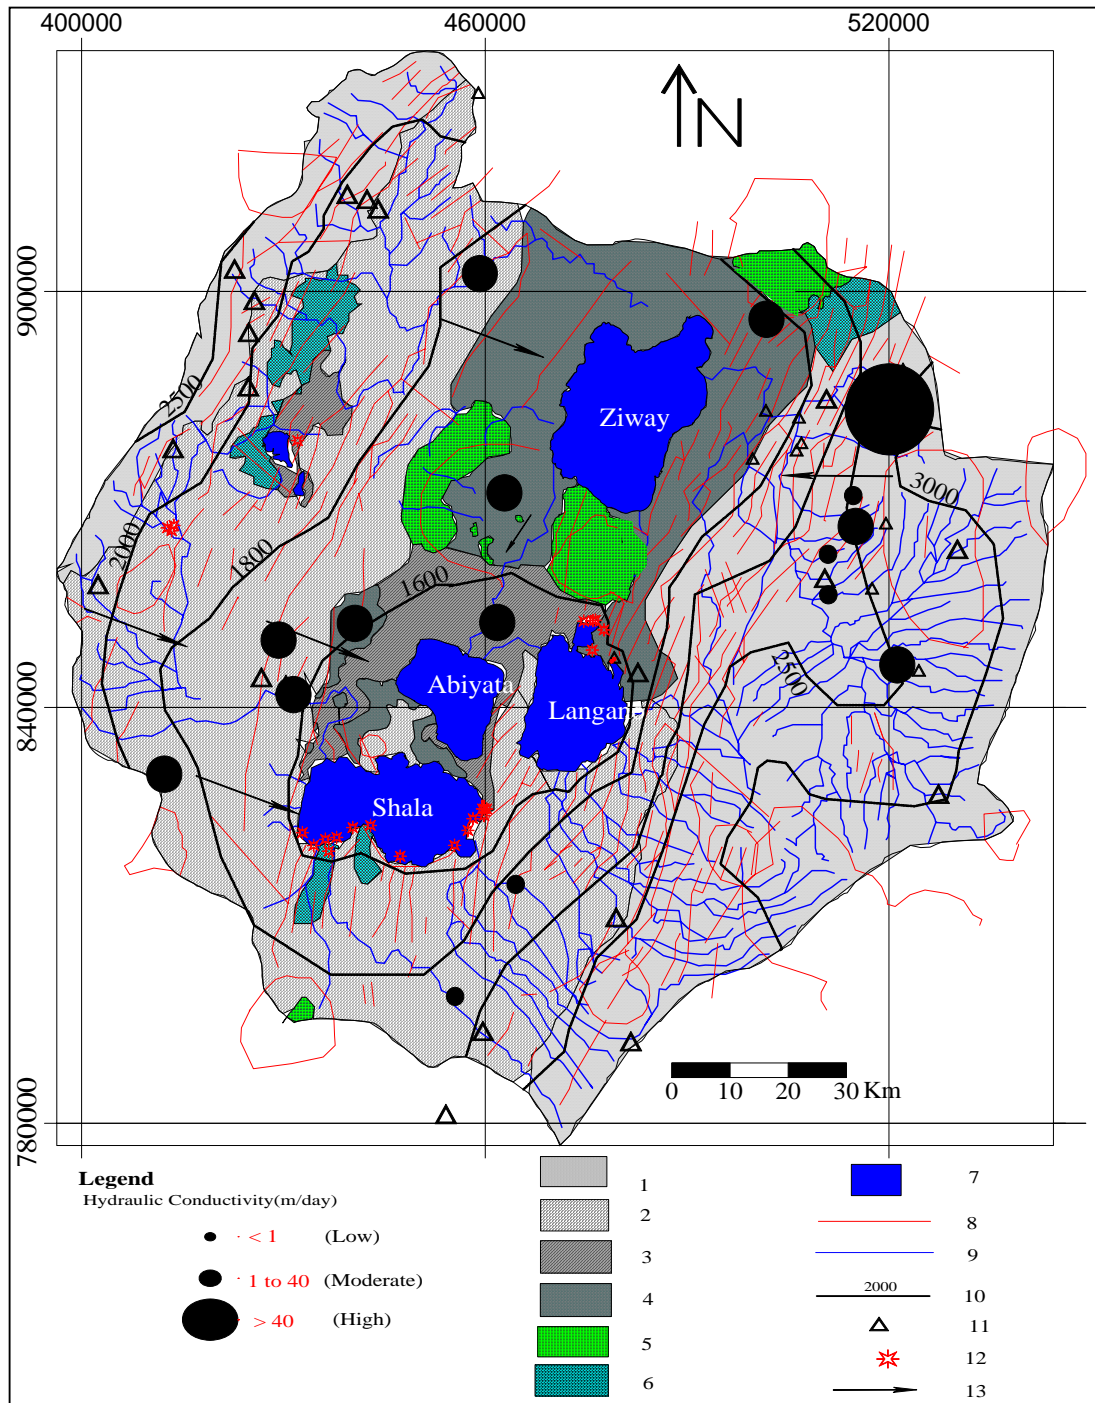 400000
460000
520000
N
900000
Ziway
2500
3000
2000
1800
1600
2500
Abiyata
840000
Langano
Shala
780000
0 10 20 30 Km
Legend
Hydraulic Conductivity(m/day)
< 1 (Low)
1 to 40 (Moderate)
> 40 (High)
1
2
3
4
5
6
7
8
9
2000
10
11
12
13